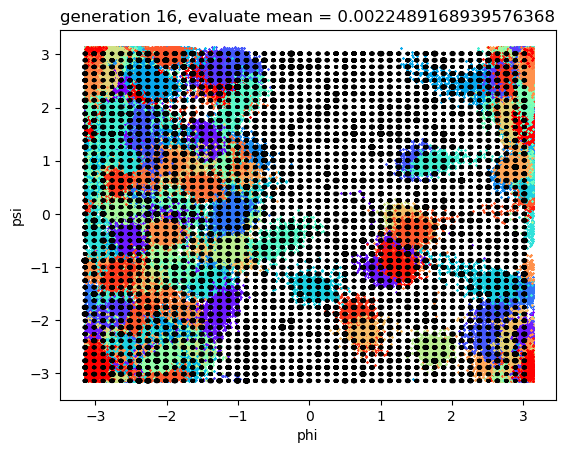 generation 16, evaluate mean = 0.0022489168939576368
3
2
1
0
−1
−2
−3
psi
−3 −2 −1 0 1 2 3
phi